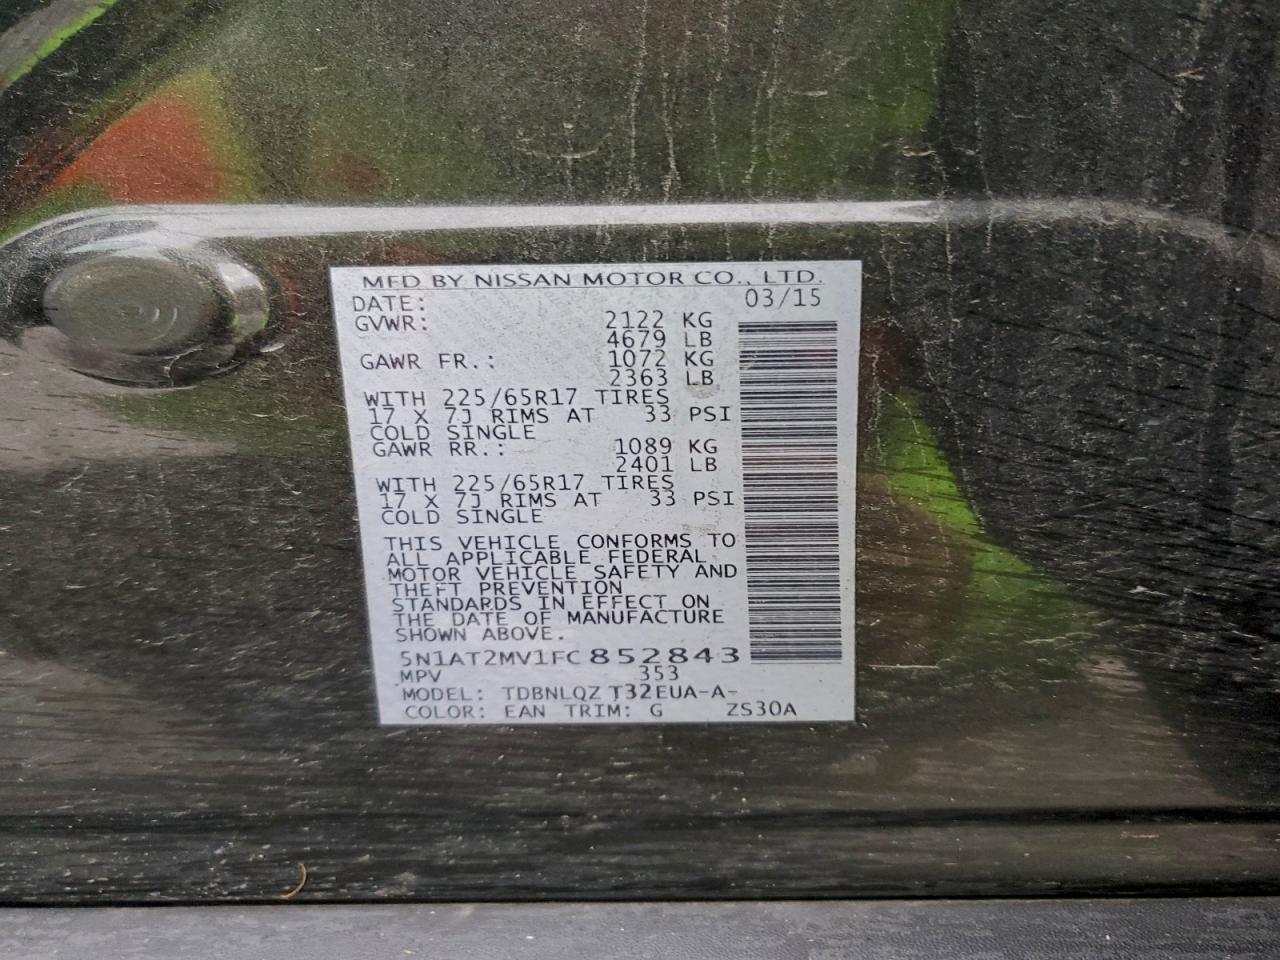 MFD BY NISSAN MOTOR CO., LTD.
DATE: 03/15
GVWR: 2122 KG
4679 LB
GAWR FR.: 1072 KG
2363 LB
WITH 225/65R17 TIRES
17 X 7J RIMS AT 33 PSI
COLD SINGLE
GAWR RR.: 1089 KG
2401 LB
WITH 225/65R17 TIRES
17 X 7J RIMS AT 33 PSI
COLD SINGLE
THIS VEHICLE CONFORMS TO
ALL APPLICABLE FEDERAL
MOTOR VEHICLE SAFETY AND
THEFT PREVENTION
STANDARDS IN EFFECT ON
THE DATE OF MANUFACTURE
SHOWN ABOVE.
5N1AT2MV1FC852843
MPV 353
MODEL: TDBNLQZ T32EUA-A-
COLOR: EAN TRIM: G ZS30A